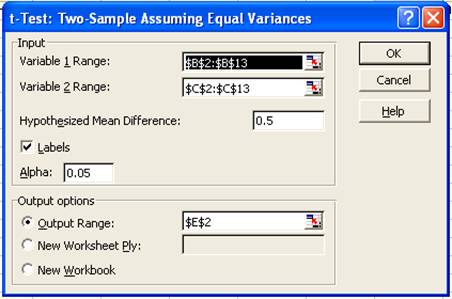 t-Test: Two-Sample Assuming Equal Variances
Input
Variable 1 Range: $B$2:$B$13
Variable 2 Range: $C$2:$C$13
Hypothesized Mean Difference: 0.5
Labels
Alpha: 0.05
OK
Cancel
Help
Output options
Output Range: $E$2
New Worksheet Ply:
New Workbook